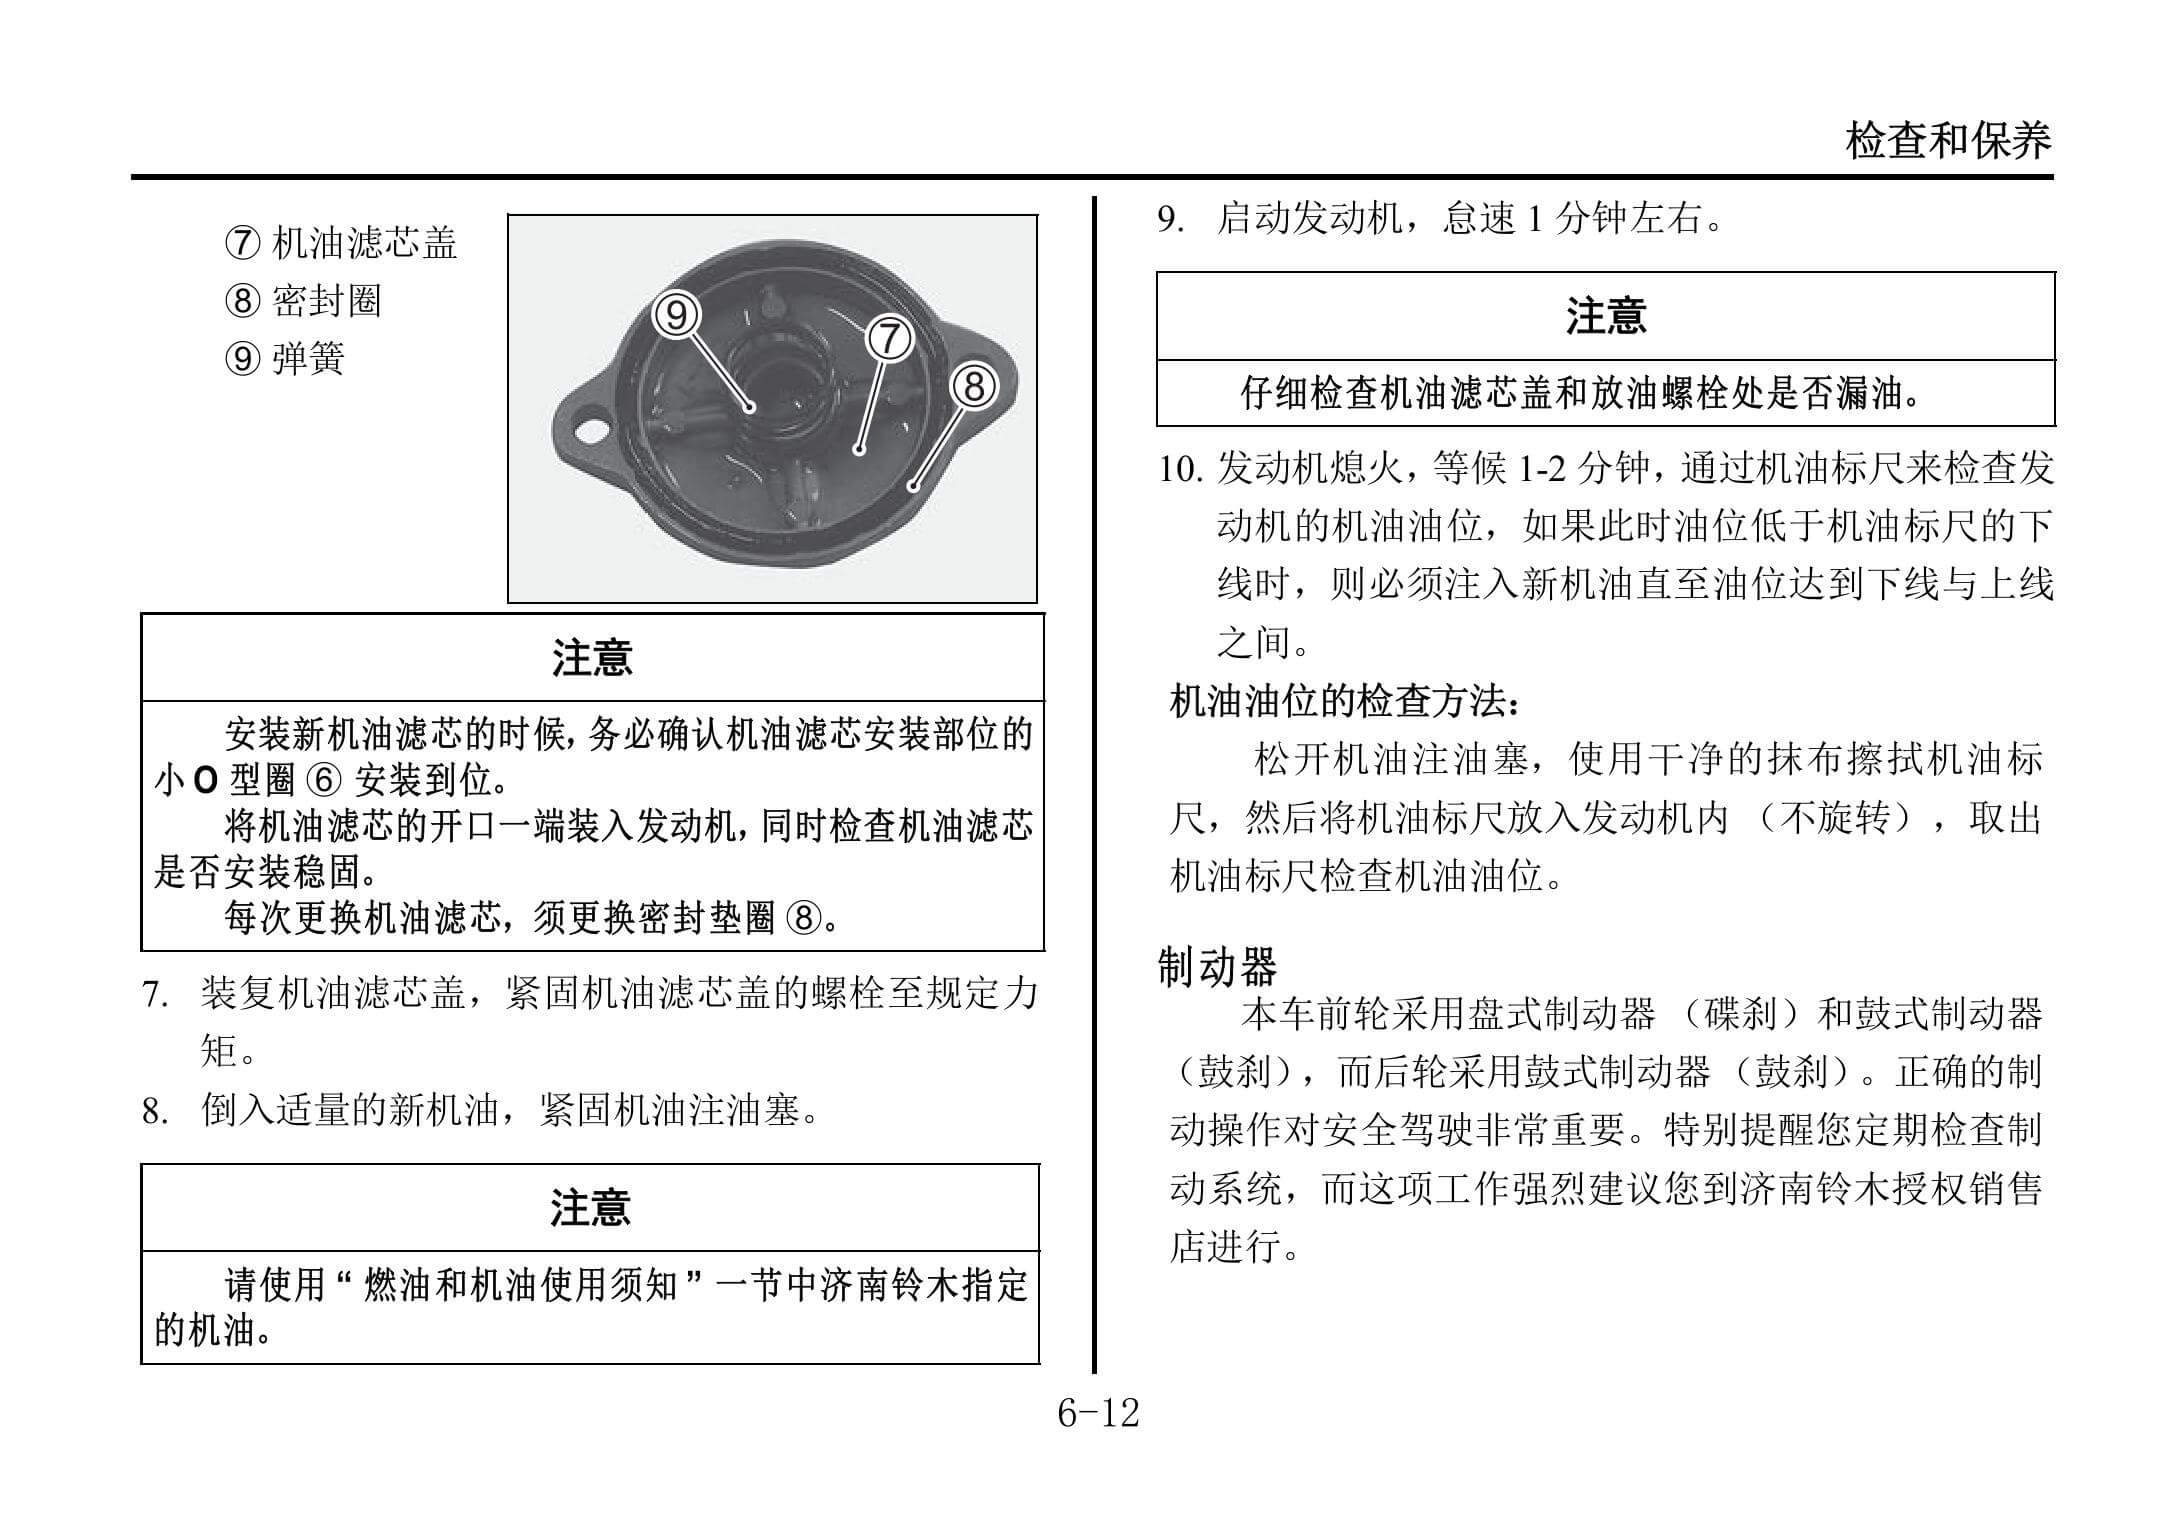 检查和保养
⑦ 机油滤芯盖
⑧ 密封圈
⑨ 弹簧
⑨
⑦
⑧
注意
安装新机油滤芯的时候，务必确认机油滤芯安装部位的
小 O 型圈 ⑥ 安装到位。
将机油滤芯的开口一端装入发动机，同时检查机油滤芯
是否安装稳固。
每次更换机油滤芯，须更换密封垫圈 ⑧。
7. 装复机油滤芯盖，紧固机油滤芯盖的螺栓至规定力
矩。
8. 倒入适量的新机油，紧固机油注油塞。
注意
请使用 “ 燃油和机油使用须知 ” 一节中济南铃木指定
的机油。
9. 启动发动机，怠速 1 分钟左右。
注意
仔细检查机油滤芯盖和放油螺栓处是否漏油。
10. 发动机熄火，等候 1-2 分钟，通过机油标尺来检查发
动机的机油油位，如果此时油位低于机油标尺的下
线时，则必须注入新机油直至油位达到下线与上线
之间。
机油油位的检查方法：
松开机油注油塞，使用干净的抹布擦拭机油标
尺，然后将机油标尺放入发动机内 （不旋转），取出
机油标尺检查机油油位。
制动器
本车前轮采用盘式制动器 （碟刹）和鼓式制动器
（鼓刹），而后轮采用鼓式制动器 （鼓刹）。正确的制
动操作对安全驾驶非常重要。特别提醒您定期检查制
动系统，而这项工作强烈建议您到济南铃木授权销售
店进行。
6-12